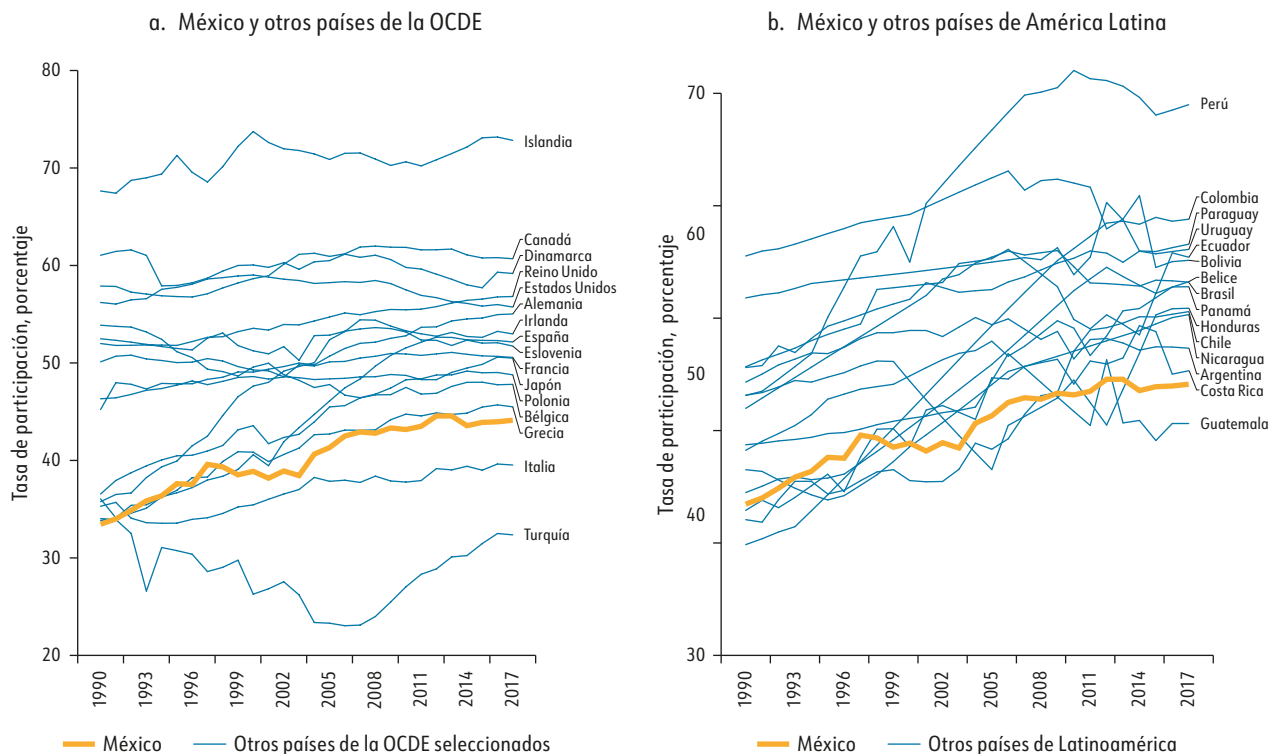 a. México y otros países de la OCDE
Tasa de participación, porcentaje
80
70
60
50
40
30
20
Islandia
Canadá
Dinamarca
Reino Unido
Estados Unidos
Alemania
Irlanda
España
Eslovenia
Francia
Japón
Polonia
Bélgica
Grecia
Italia
Turquía
1990
1993
1996
1999
2002
2005
2008
2011
2014
2017
México
Otros países de la OCDE seleccionados
b. México y otros países de América Latina
Tasa de participación, porcentaje
70
60
50
40
30
Perú
Colombia
Paraguay
Uruguay
Ecuador
Bolivia
Belice
Brasil
Panamá
Honduras
Chile
Nicaragua
Argentina
Costa Rica
Guatemala
1990
1993
1996
1999
2002
2005
2008
2011
2014
2017
México
Otros países de Latinoamérica